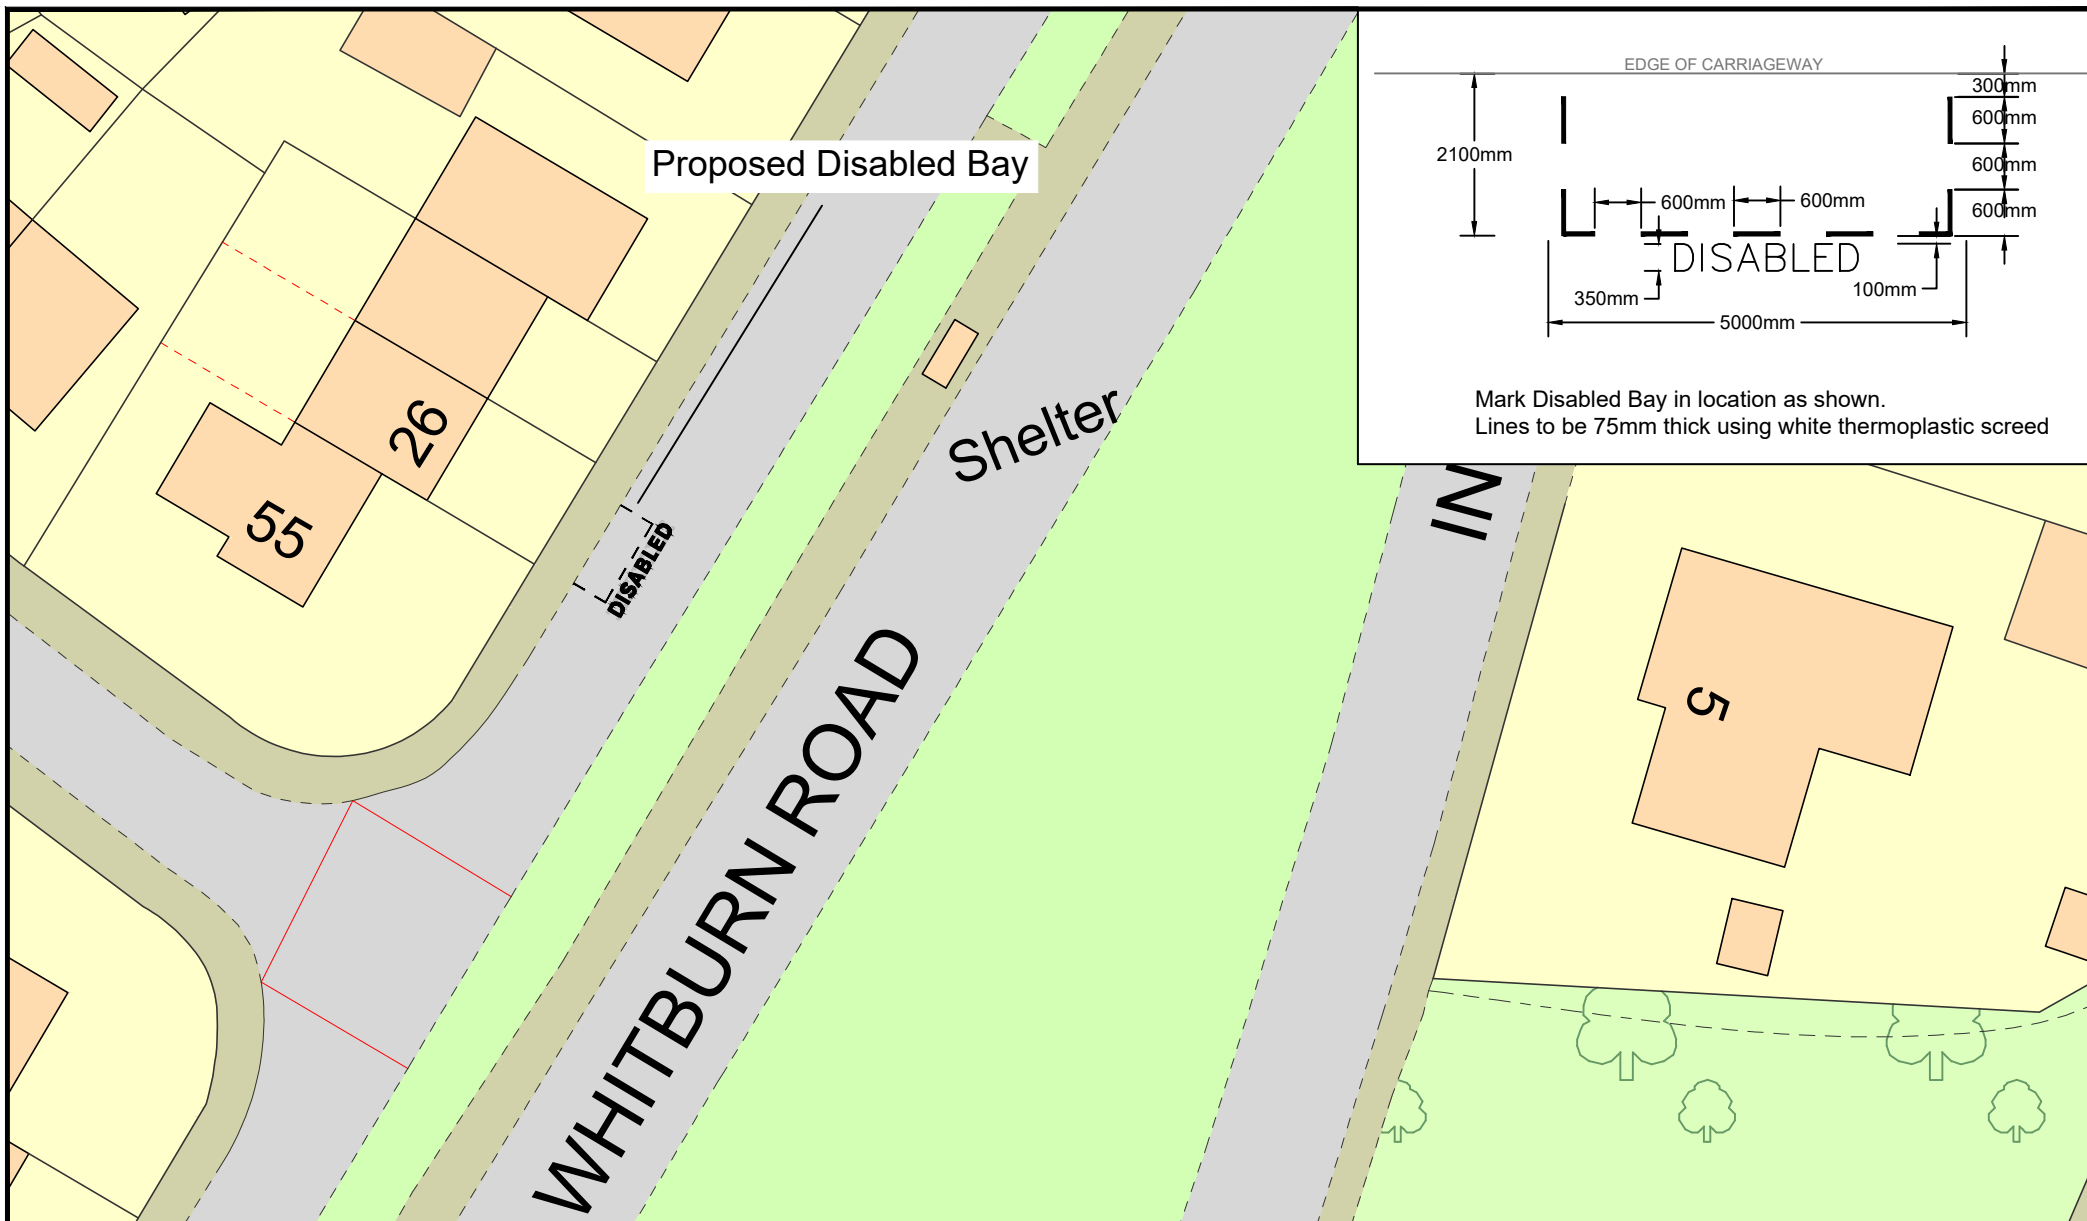 EDGE OF CARRIAGEWAY
300mm
600mm
2100mm
600mm
600mm
600mm
600mm
DISABLED
350mm
100mm
5000mm
Mark Disabled Bay in location as shown.
Lines to be 75mm thick using white thermoplastic screed
Proposed Disabled Bay
Shelter
26
55
IN
DISABLED
5
WHITBURN ROAD